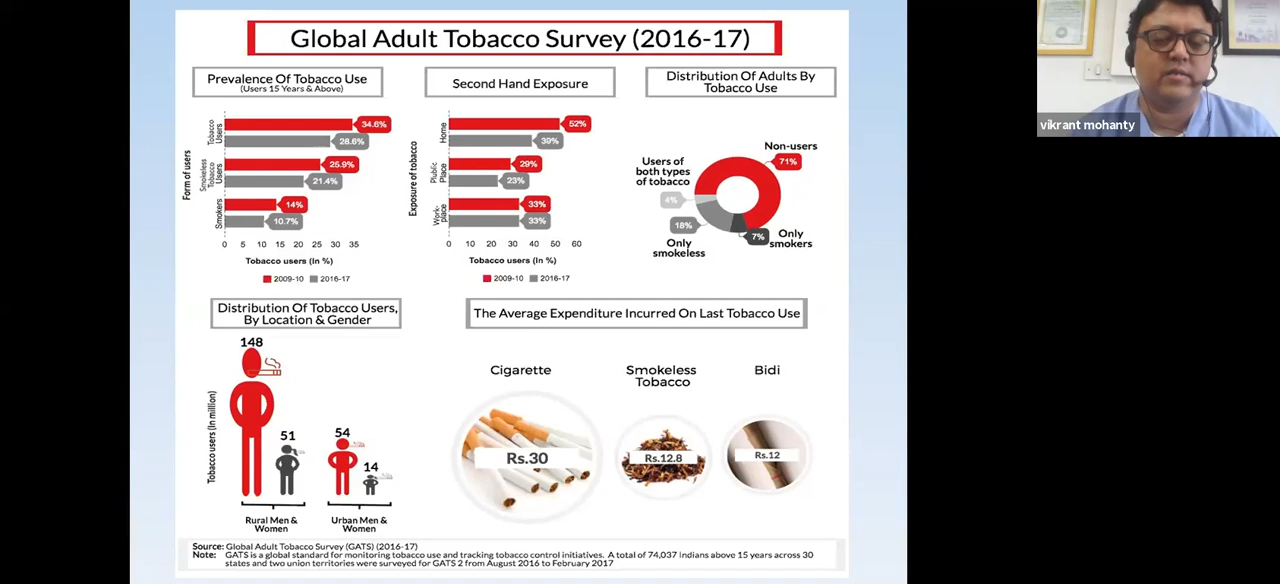 Global Adult Tobacco Survey (2016-17)
Prevalence Of Tobacco Use
(Users 15 Years & Above)
Form of users
Tobacco
Users
34.6%
28.6%
Smokeless
Tobacco
Users
25.9%
21.4%
Smokers
14%
10.7%
0 5 10 15 20 25 30 35
Tobacco users (In %)
2009-10 2016-17
Second Hand Exposure
Exposure of tobacco
Home
52%
39%
Plublic
Place
29%
23%
Work-
place
33%
33%
0 10 20 30 40 50 60
Tobacco users (In %)
2009-10 2016-17
Distribution Of Adults By
Tobacco Use
Non-users
71%
Users of
both types
of tobacco
4%
18%
Only
smokeless
7%
Only
smokers
Distribution Of Tobacco Users,
By Location & Gender
Tobacco users (In million)
148
51
54
14
Rural Men &
Women
Urban Men &
Women
The Average Expenditure Incurred On Last Tobacco Use
Cigarette
Smokeless
Tobacco
Bidi
Rs.30
Rs.12.8
Rs.12
Source: Global Adult Tobacco Survey (GATS) (2016-17)
Note: GATS is a global standard for monitoring tobacco use and tracking tobacco control initiatives. A total of 74,037 Indians above 15 years across 30
states and two union territories were surveyed for GATS 2 from August 2016 to February 2017
vikrant mohanty